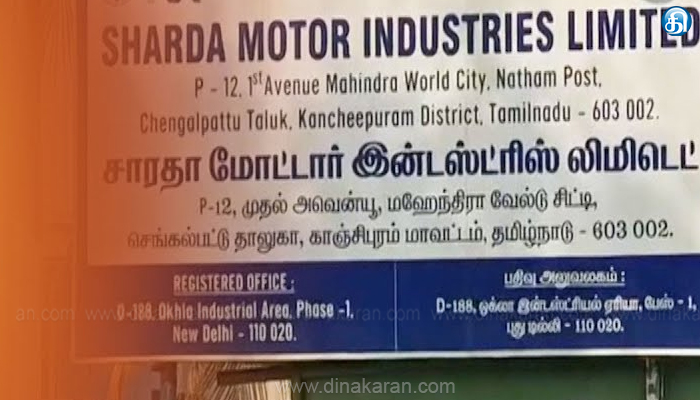 தி
SHARDA MOTOR INDUSTRIES LIMITED
P - 12, 1st Avenue Mahindra World City, Natham Post,
Chengalpattu Taluk, Kancheepuram District, Tamilnadu - 603 002.
சாரதா மோட்டார் இன்டஸ்ட்ரிஸ் லிமிடெட்
P-12, முதல் அவென்யூ, மஹேந்திரா வேல்டு சிட்டி,
செங்கல்பட்டு தாலுகா, காஞ்சிபுரம் மாவட்டம், தமிழ்நாடு - 603 002.
REGISTERED OFFICE :
D-188, Okhla Industrial Area, Phase -1,
New Delhi - 110 020.
பதிவு அலுவலகம் :
D-188, ஓக்லா இன்டஸ்ட்ரியல் ஏரியா, பேஸ் - 1,
புது டில்லி - 110 020.
www.dinakaran.com